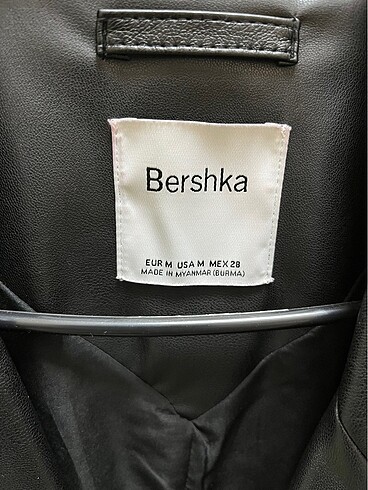 Bershka
EUR M USA M MEX 28
MADE IN MYANMAR (BURMA)